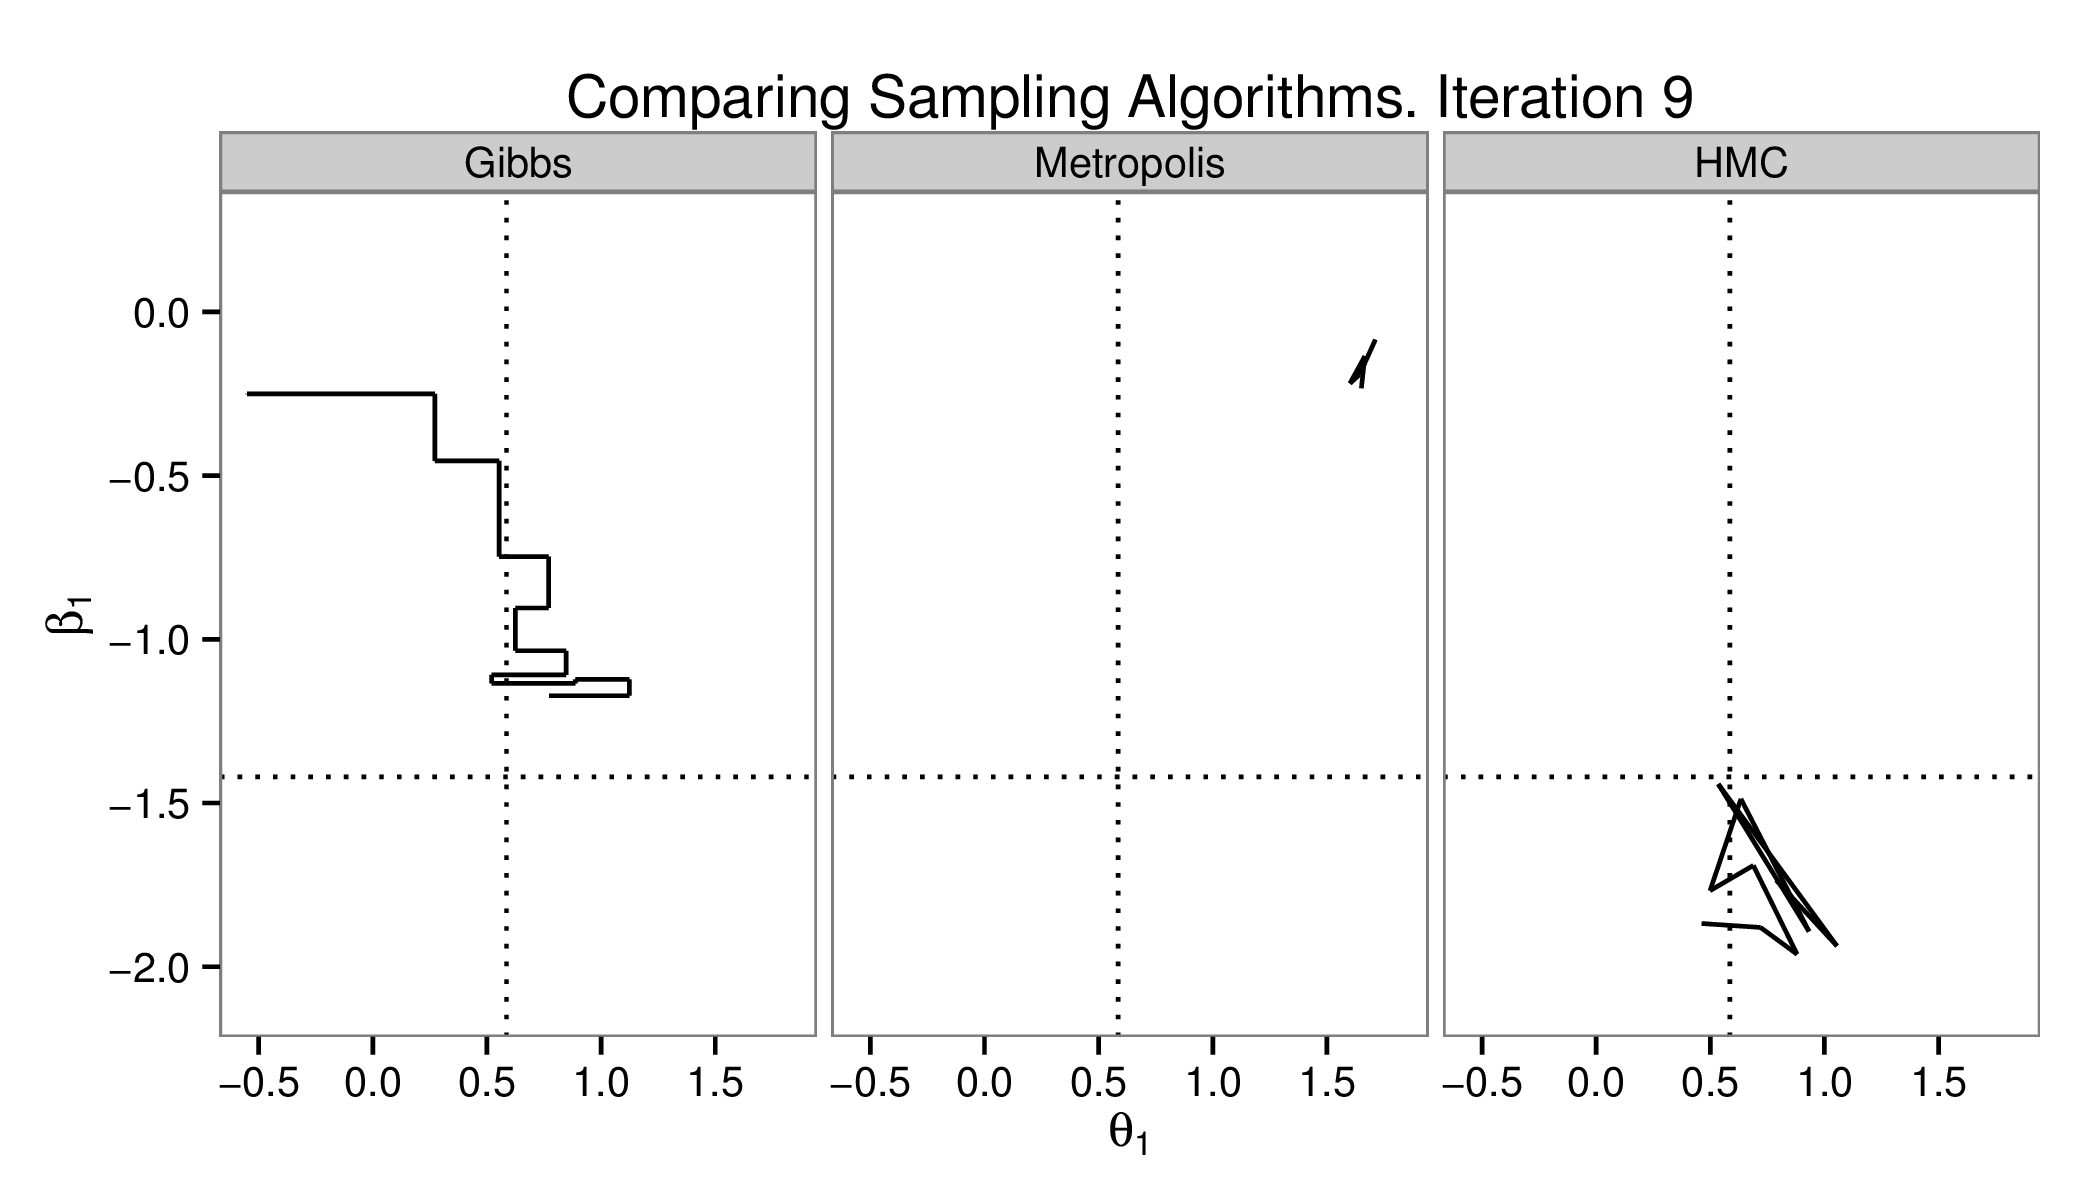 Comparing Sampling Algorithms. Iteration 9
Gibbs Metropolis HMC
0.0
−0.5
−1.0
−1.5
−2.0
β1
−0.5 0.0 0.5 1.0 1.5 −0.5 0.0 0.5 1.0 1.5 −0.5 0.0 0.5 1.0 1.5
θ1